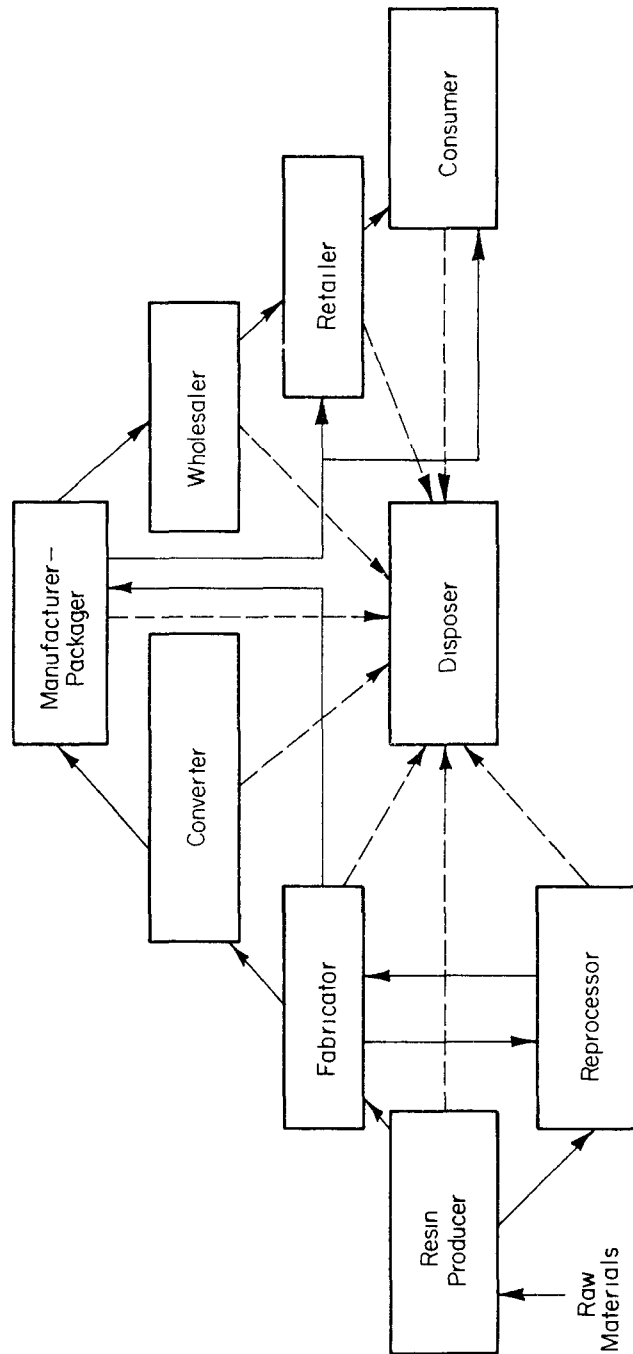 Raw
Materials
Resin
Producer
Reprocessor
Fabricator
Converter
Manufacturer–
Packager
Disposer
Wholesaler
Retailer
Consumer